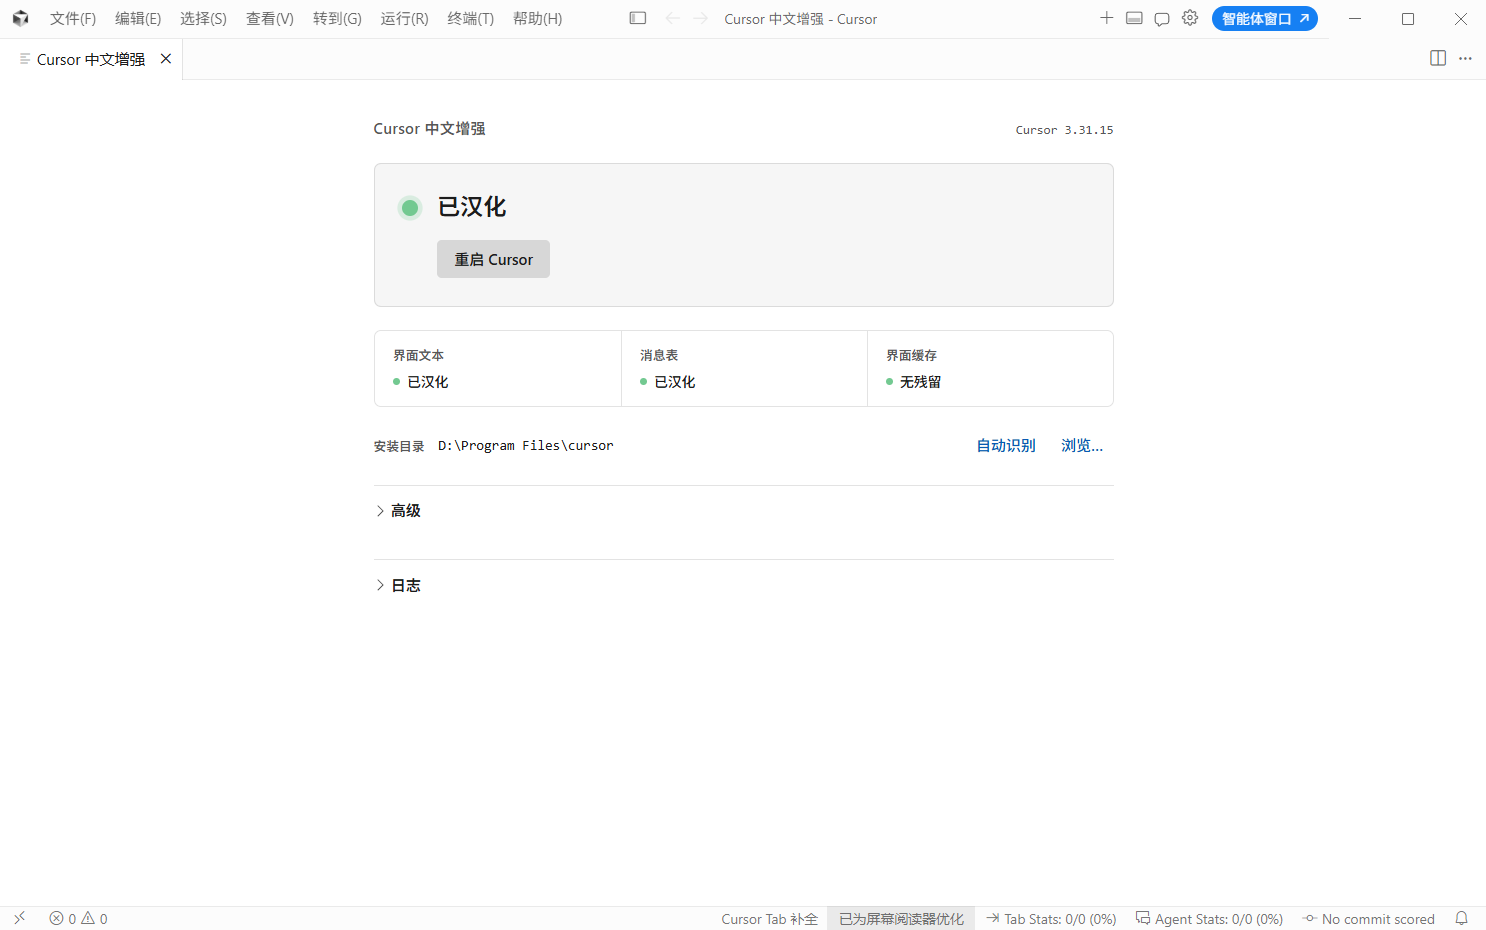 文件(F) 编辑(E) 选择(S) 查看(V) 转到(G) 运行(R) 终端(T) 帮助(H) Cursor 中文增强 - Cursor 智能体窗口
Cursor 中文增强
Cursor 中文增强 Cursor 3.31.15
已汉化
重启 Cursor
界面文本 消息表 界面缓存
已汉化 已汉化 无残留
安装目录 D:\Program Files\cursor 自动识别 浏览...
高级
日志
0 0 Cursor Tab 补全 已为屏幕阅读器优化 Tab Stats: 0/0 (0%) Agent Stats: 0/0 (0%) No commit scored